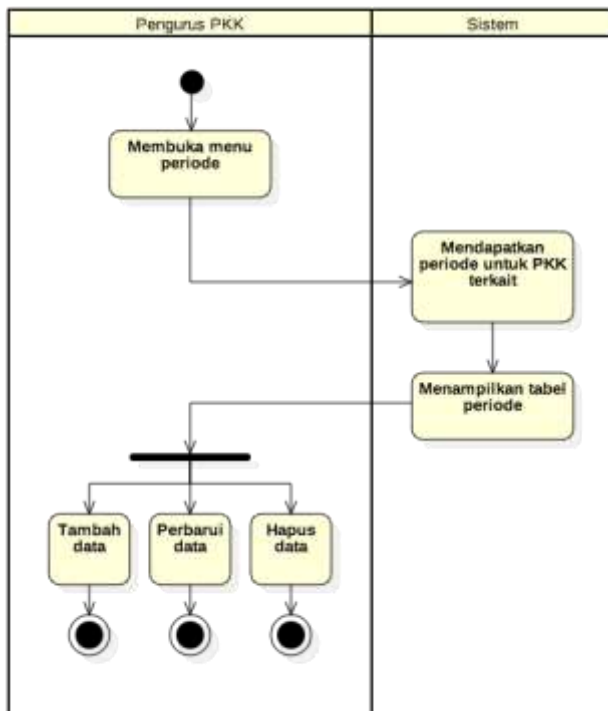 Pengurus PKK
Sistem
Membuka menu
periode
Mendapatkan
periode untuk PKK
terkait
Menampilkan tabel
periode
Tambah
data
Perbarui
data
Hapus
data